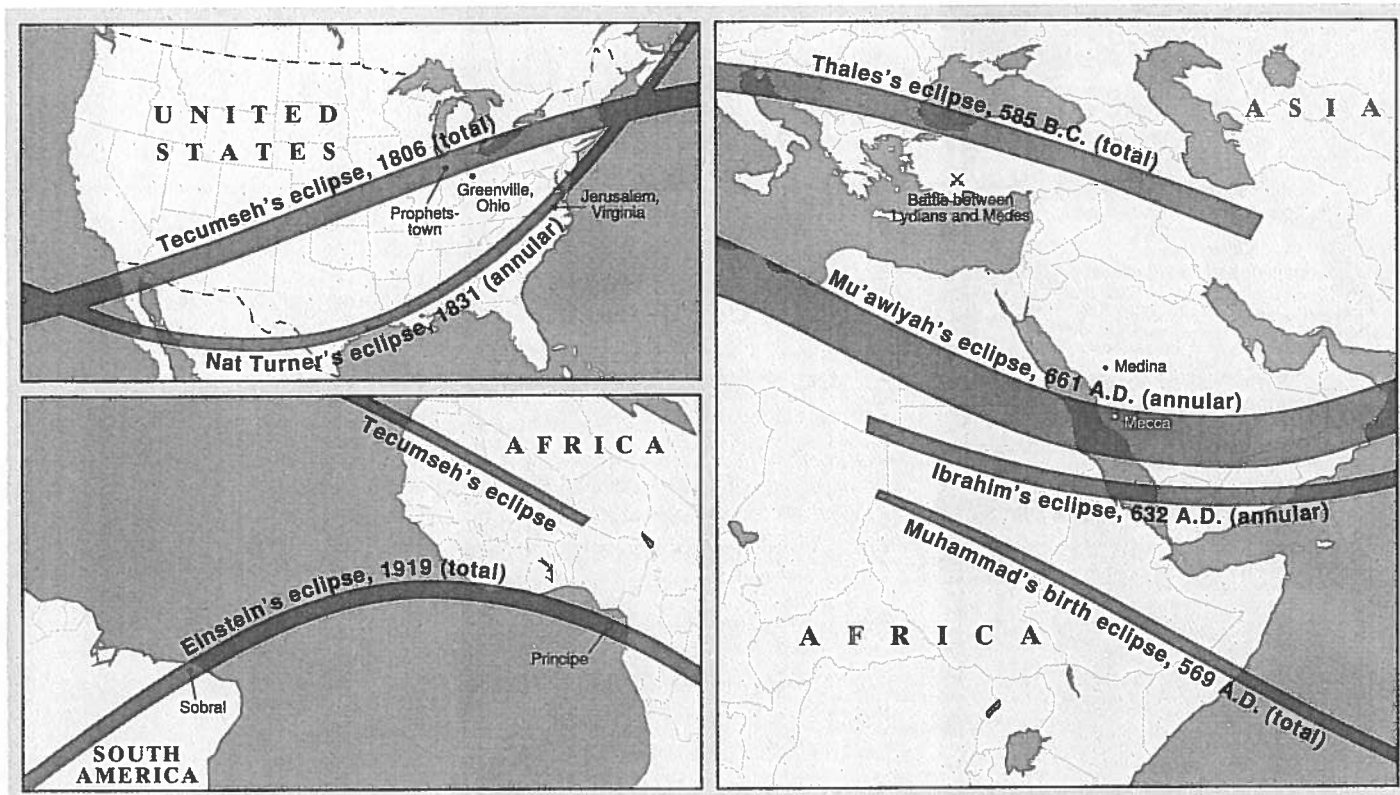 UNITED
STATES
Tecumseh's eclipse, 1806 (total)
Greenville,
Ohio
Prophets-
town
Jerusalem,
Virginia
Nat Turner's eclipse, 1831 (annular)
AFRICA
Tecumseh's eclipse
Einstein's eclipse, 1919 (total)
Principe
Sobral
SOUTH
AMERICA
Thales's eclipse, 585 B.C. (total)
ASIA
Battle between
Lydians and Medes
Mu'awiyah's eclipse, 661 A.D. (annular)
Medina
Mecca
Ibrahim's eclipse, 632 A.D. (annular)
Muhammad's birth eclipse, 569 A.D. (total)
AFRICA